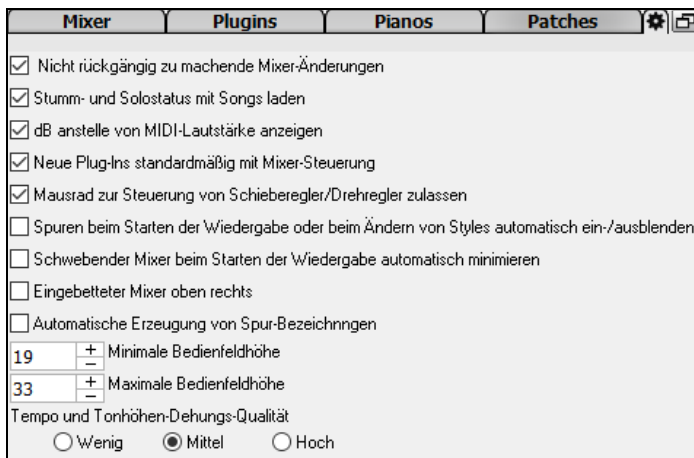 Mixer Plugins Pianos Patches
Nicht rückgängig zu machende Mixer-Änderungen
Stumm- und Solostatus mit Songs laden
dB anstelle von MIDI-Lautstärke anzeigen
Neue Plug-Ins standardmäßig mit Mixer-Steuerung
Mausrad zur Steuerung von Schieberegler/Drehregler zulassen
Spuren beim Starten der Wiedergabe oder beim Ändern von Styles automatisch ein-/ausblenden
Schwebender Mixer beim Starten der Wiedergabe automatisch minimieren
Eingebetteter Mixer oben rechts
Automatische Erzeugung von Spur-Bezeichnngen
19 + - Minimale Bedienfeldhöhe
33 + - Maximale Bedienfeldhöhe
Tempo und Tonhöhen-Dehungs-Qualität
Wenig Mittel Hoch